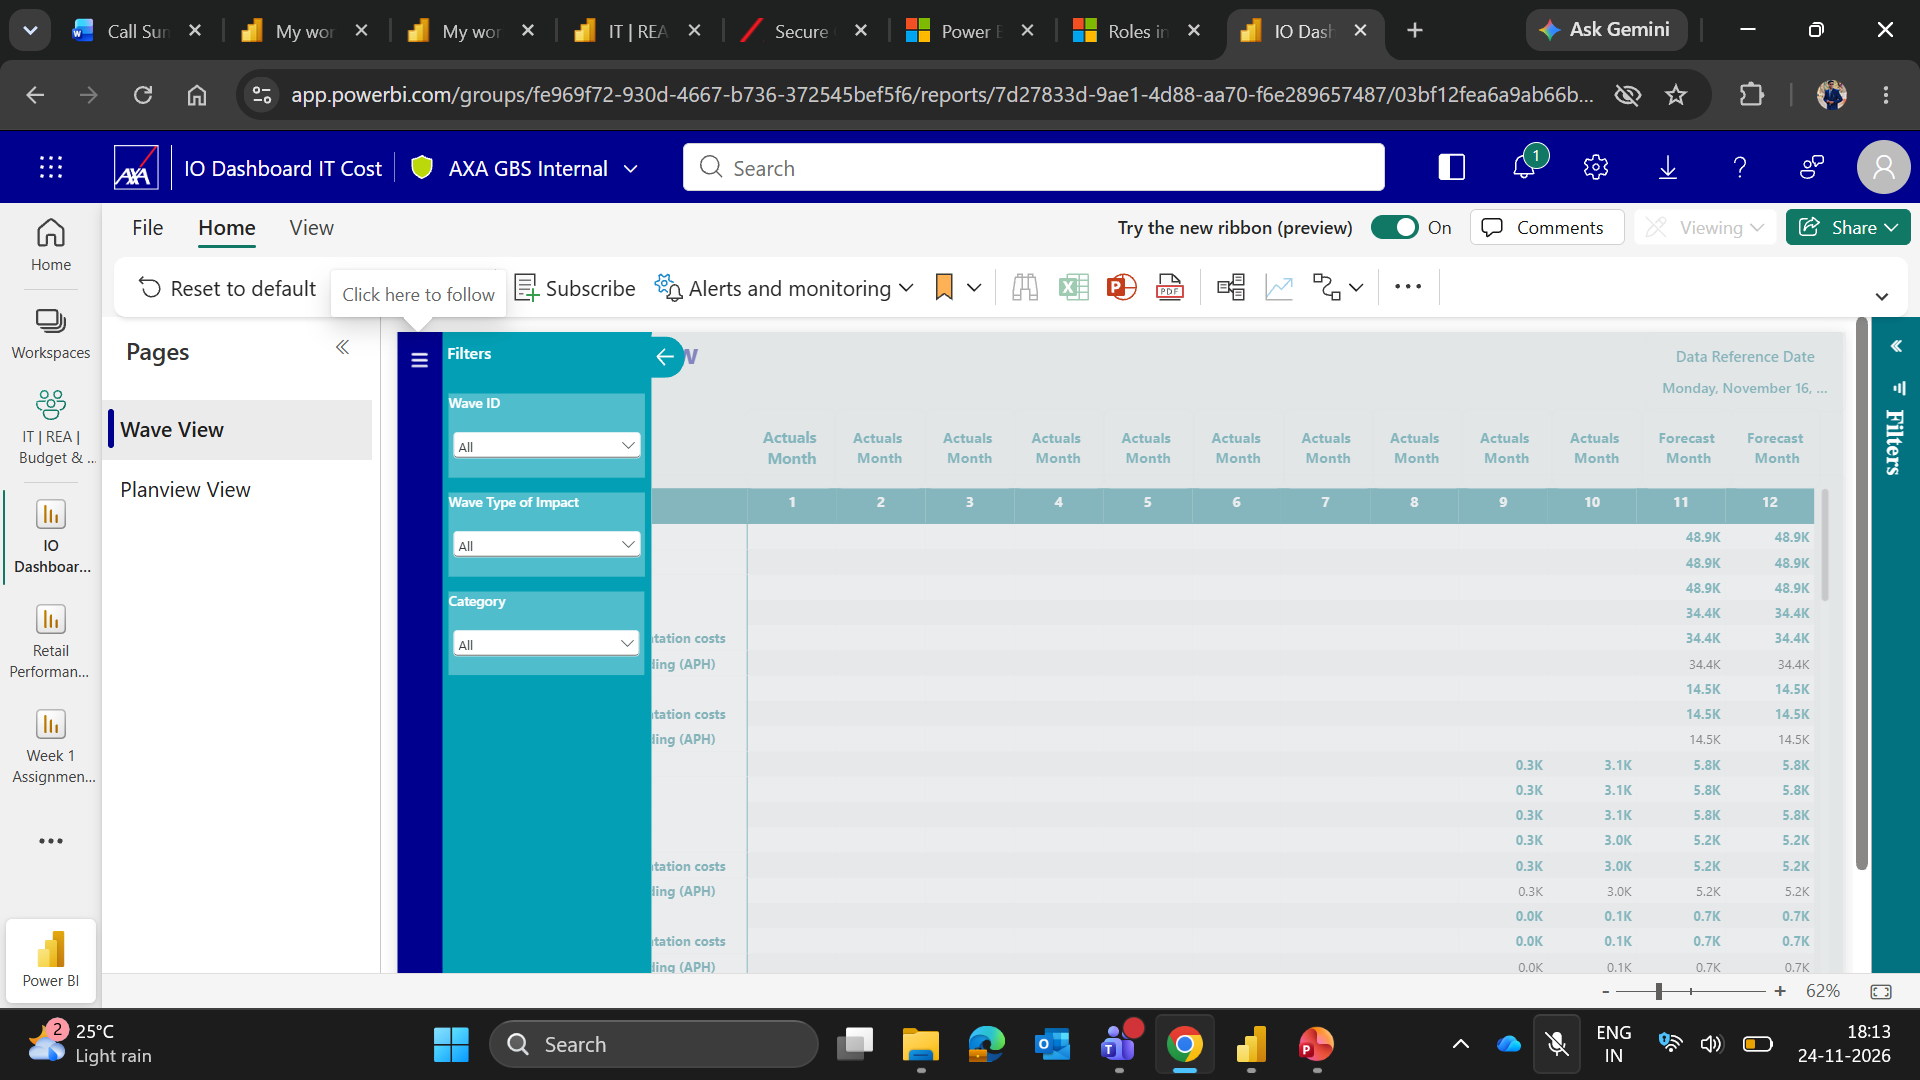 Call Sun
My wor
My wor
IT | REA
Secure
Power B
Roles in
IO Dash
Ask Gemini
app.powerbi.com/groups/fe969f72-930d-4667-b736-372545bef5f6/reports/7d27833d-9ae1-4d88-aa70-f6e289657487/03bf12fea6a9ab66b...
AXA
IO Dashboard IT Cost
AXA GBS Internal
Search
1
File
Home
View
Try the new ribbon (preview)
On
Comments
Viewing
Share
Reset to default
Click here to follow
Subscribe
Alerts and monitoring
Home
Workspaces
IT | REA |
Budget & ...
IO
Dashboar...
Retail
Performan...
Week 1
Assignmen...
Power BI
Pages
Wave View
Planview View
Filters
Wave ID
All
Wave Type of Impact
All
Category
All
w
Data Reference Date
Monday, November 16, ...
Actuals Month Actuals Month Actuals Month Actuals Month Actuals Month Actuals Month Actuals Month Actuals Month Actuals Month Actuals Month Forecast Month Forecast Month
1 2 3 4 5 6 7 8 9 10 11 12
48.9K 48.9K
48.9K 48.9K
48.9K 48.9K
34.4K 34.4K
tation costs 34.4K 34.4K
ding (APH) 34.4K 34.4K
14.5K 14.5K
tation costs 14.5K 14.5K
ding (APH) 14.5K 14.5K
0.3K 3.1K 5.8K 5.8K
0.3K 3.1K 5.8K 5.8K
0.3K 3.1K 5.8K 5.8K
0.3K 3.0K 5.2K 5.2K
tation costs 0.3K 3.0K 5.2K 5.2K
ding (APH) 0.3K 3.0K 5.2K 5.2K
0.0K 0.1K 0.7K 0.7K
tation costs 0.0K 0.1K 0.7K 0.7K
ding (APH) 0.0K 0.1K 0.7K 0.7K
Filters
- + 62%
2
25°C
Light rain
Search
ENG
IN
18:13
24-11-2026